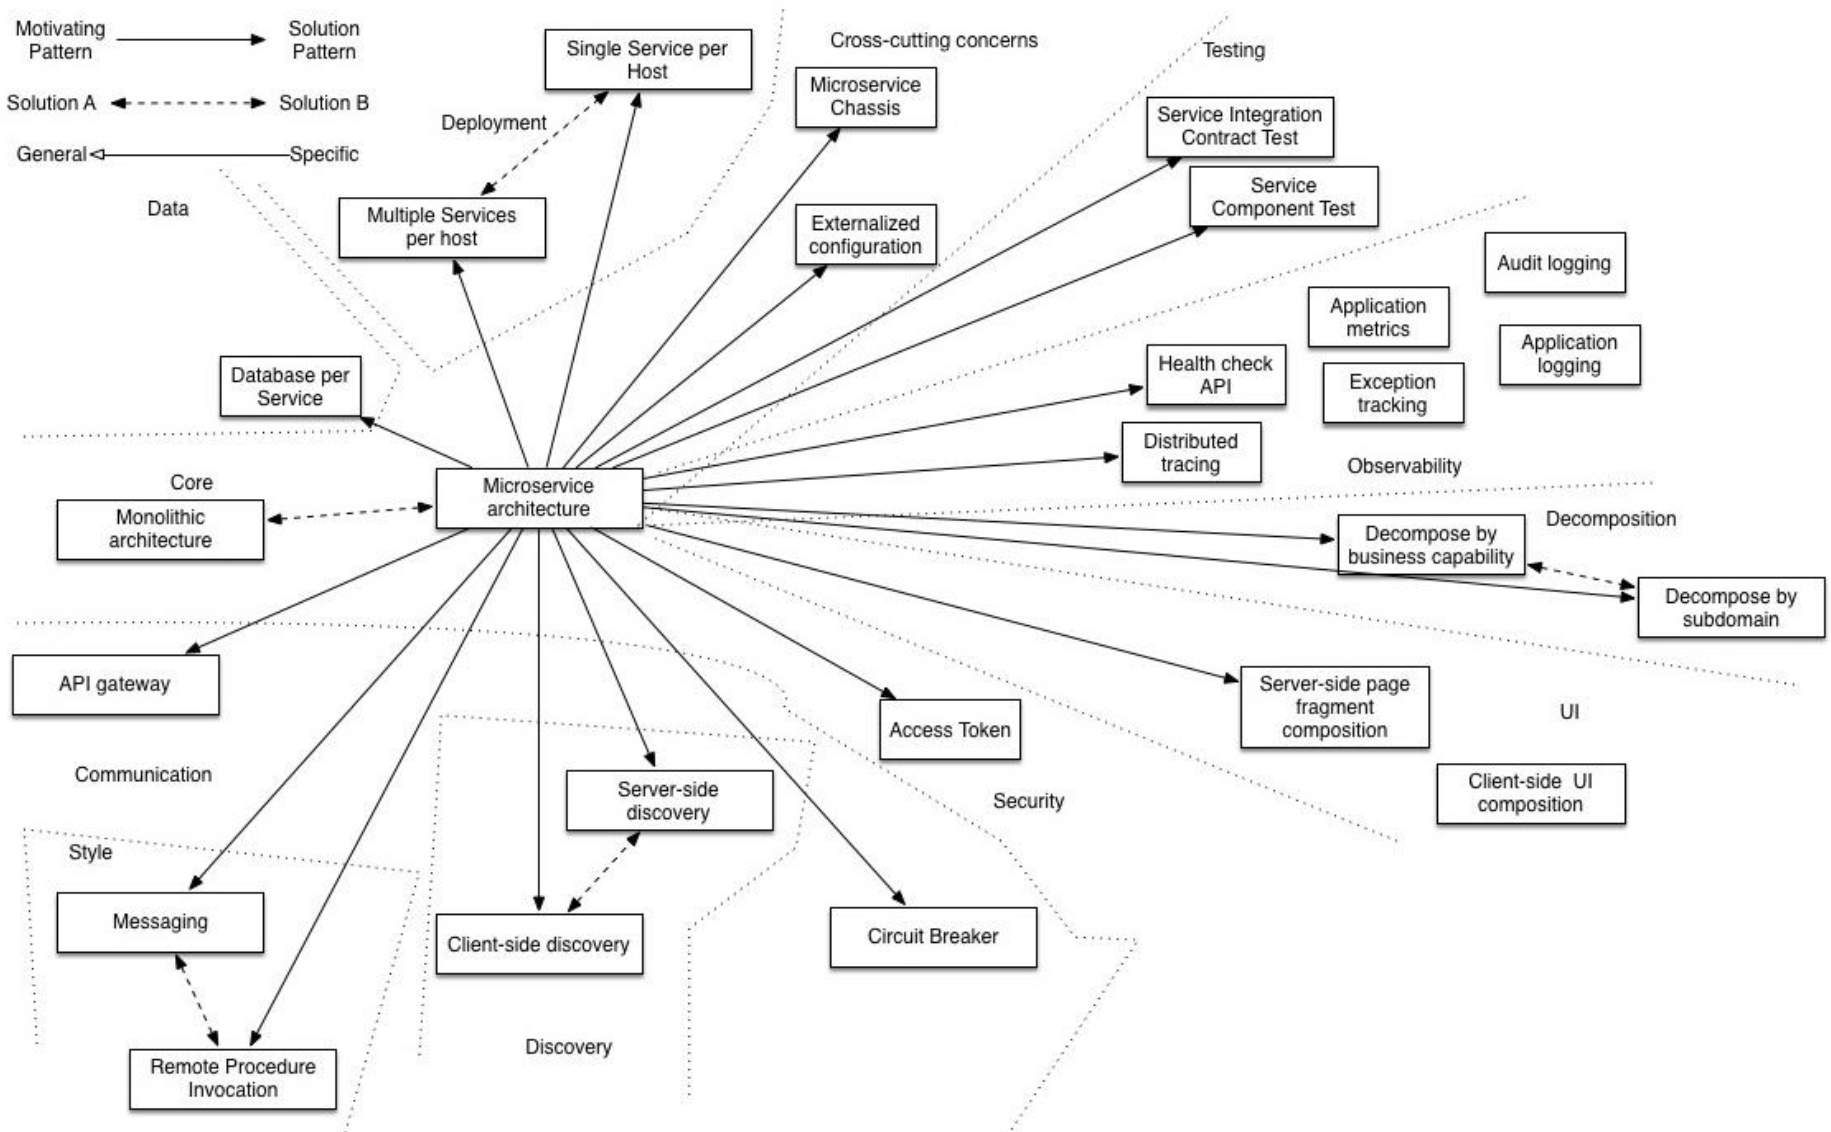 Motivating
Pattern
Solution
Pattern
Solution A
Solution B
General
Specific
Data
Deployment
Single Service per
Host
Multiple Services
per host
Cross-cutting concerns
Microservice
Chassis
Externalized
configuration
Testing
Service Integration
Contract Test
Service
Component Test
Audit logging
Application
metrics
Application
logging
Health check
API
Exception
tracking
Distributed
tracing
Observability
Database per
Service
Core
Microservice
architecture
Monolithic
architecture
Decomposition
Decompose by
business capability
Decompose by
subdomain
API gateway
Server-side page
fragment
composition
UI
Client-side UI
composition
Access Token
Security
Communication
Server-side
discovery
Style
Messaging
Client-side discovery
Circuit Breaker
Discovery
Remote Procedure
Invocation